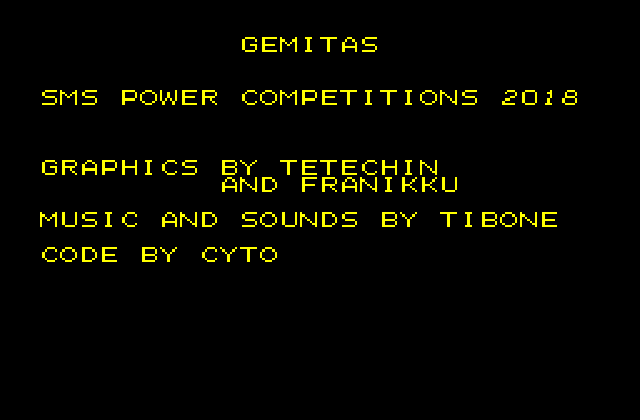 GEMITAS
SMS POWER COMPETITIONS 2018
GRAPHICS BY TETECHIN
AND FRANIKKU
MUSIC AND SOUNDS BY TIBONE
CODE BY CYTO